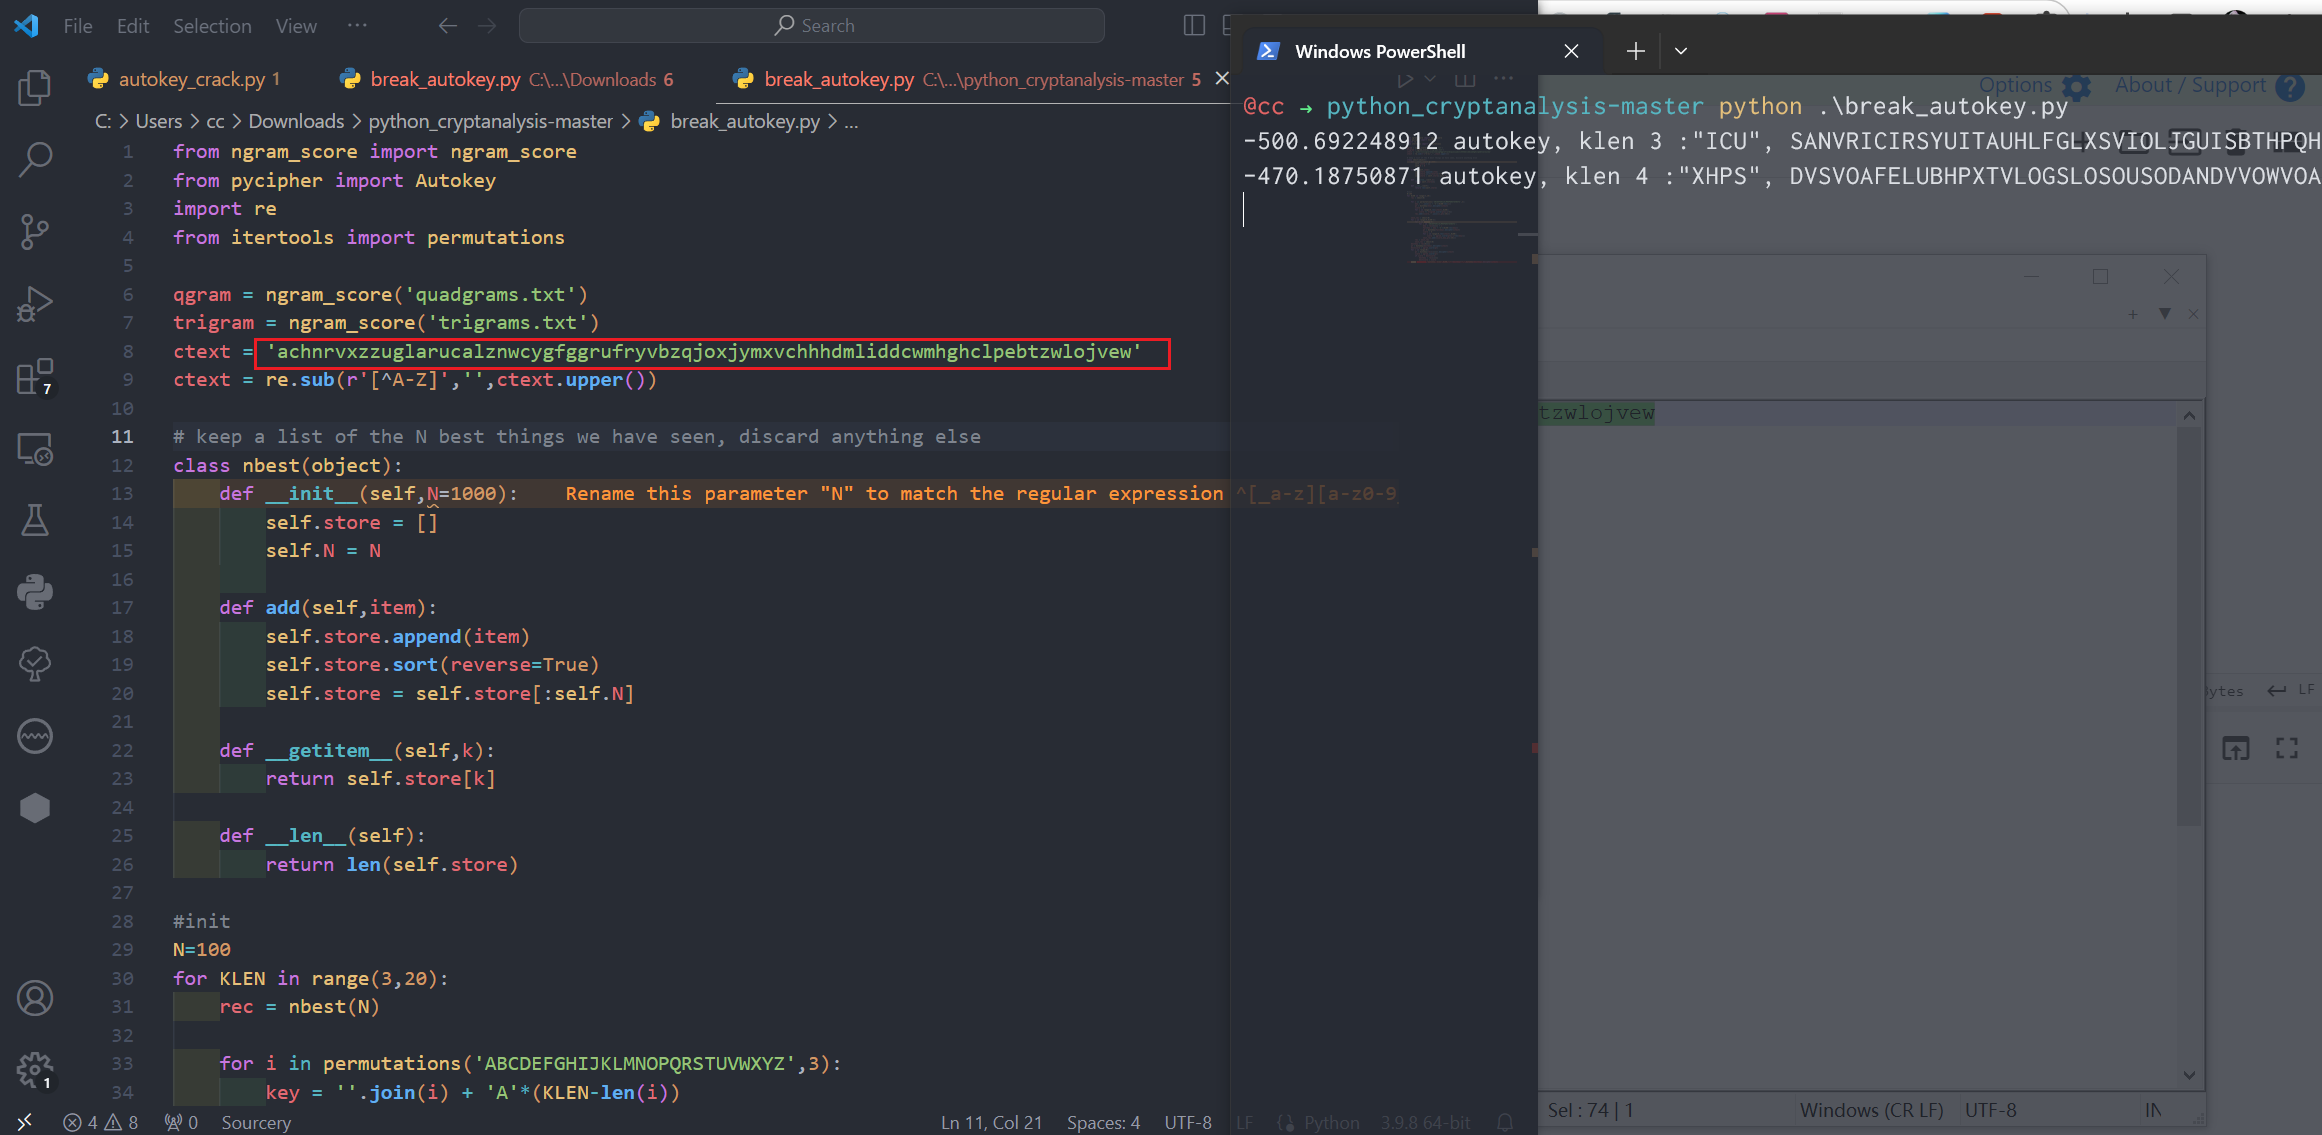 File Edit Selection View ··· Search
autokey_crack.py 1 break_autokey.py C:\...\Downloads 6 break_autokey.py C:\...\python_cryptanalysis-master 5
C: > Users > cc > Downloads > python_cryptanalysis-master > break_autokey.py > ...
1 from ngram_score import ngram_score
2 from pycipher import Autokey
3 import re
4 from itertools import permutations
5
6 qgram = ngram_score('quadgrams.txt')
7 trigram = ngram_score('trigrams.txt')
8 ctext = 'achnrvxzzuglarucalznwcygfggrufryvbzqjoxjymxvchhhdmliddcwmhghclpebtzwlojvew'
9 ctext = re.sub(r'[^A-Z]','',ctext.upper())
10
11 # keep a list of the N best things we have seen, discard anything else
12 class nbest(object):
13 def __init__(self,N=1000): Rename this parameter "N" to match the regular expression ^[_a-z][a-z0-9
14 self.store = []
15 self.N = N
16
17 def add(self,item):
18 self.store.append(item)
19 self.store.sort(reverse=True)
20 self.store = self.store[:self.N]
21
22 def __getitem__(self,k):
23 return self.store[k]
24
25 def __len__(self):
26 return len(self.store)
27
28 #init
29 N=100
30 for KLEN in range(3,20):
31 rec = nbest(N)
32
33 for i in permutations('ABCDEFGHIJKLMNOPQRSTUVWXYZ',3):
34 key = ''.join(i) + 'A'*(KLEN-len(i))
7
1
4 8 0 Sourcery Ln 11, Col 21 Spaces: 4 UTF-8 LF Python 3.9.8 64-bit
Windows PowerShell
Options About / Support
@cc → python_cryptanalysis-master python .\break_autokey.py
-500.692248912 autokey, klen 3 :"ICU", SANVRICIRSYUITAUHLFGLXSVIOLJGUISBTHPQH
-470.18750871 autokey, klen 4 :"XHPS", DVSVOAFELUBHPXTVLOGSLOSOUSODANDVVOWVOA
tzwlojvew
LF
Sel : 74 | 1 Windows (CR LF) UTF-8